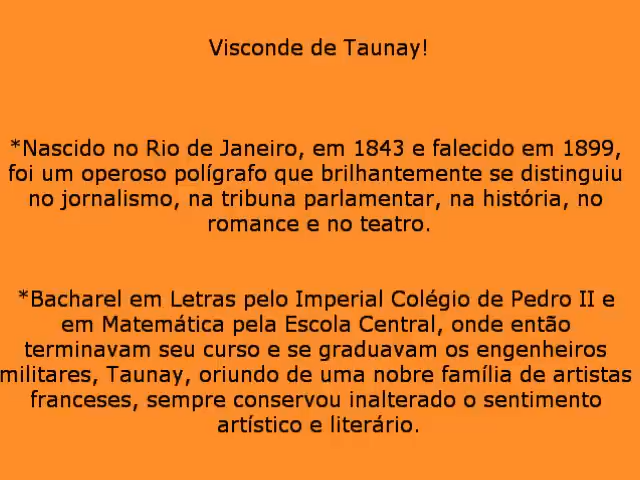 Visconde de Taunay!
*Nascido no Rio de Janeiro, em 1843 e falecido em 1899,
foi um operoso polígrafo que brilhantemente se distinguiu
no jornalismo, na tribuna parlamentar, na história, no
romance e no teatro.
*Bacharel em Letras pelo Imperial Colégio de Pedro II e
em Matemática pela Escola Central, onde então
terminavam seu curso e se graduavam os engenheiros
militares, Taunay, oriundo de uma nobre família de artistas
franceses, sempre conservou inalterado o sentimento
artístico e literário.